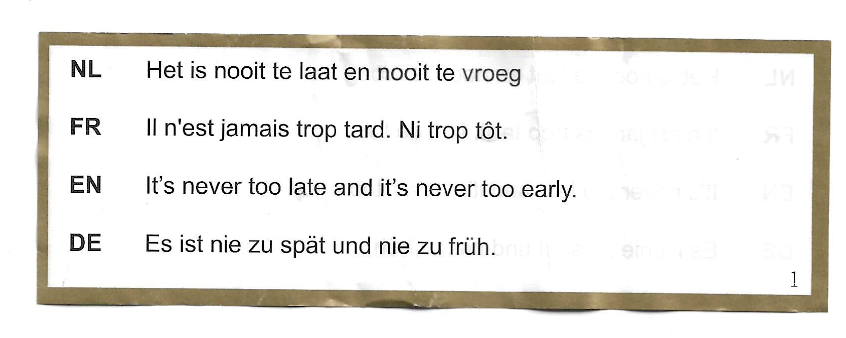 NL Het is nooit te laat en nooit te vroeg
FR Il n'est jamais trop tard. Ni trop tôt.
EN It’s never too late and it’s never too early.
DE Es ist nie zu spät und nie zu früh.
1